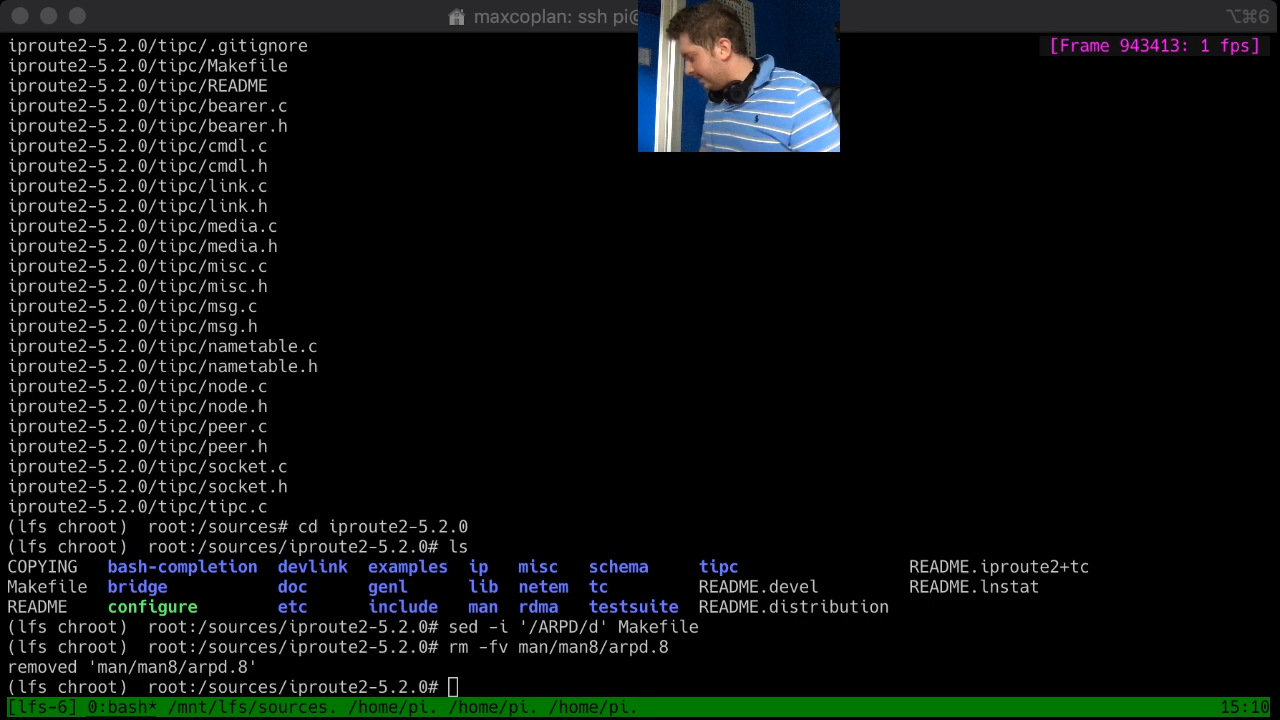 maxcoplan: ssh pi@
⌥⌘6
iproute2-5.2.0/tipc/.gitignore
[Frame 943413: 1 fps]
iproute2-5.2.0/tipc/Makefile
iproute2-5.2.0/tipc/README
iproute2-5.2.0/tipc/bearer.c
iproute2-5.2.0/tipc/bearer.h
iproute2-5.2.0/tipc/cmdl.c
iproute2-5.2.0/tipc/cmdl.h
iproute2-5.2.0/tipc/link.c
iproute2-5.2.0/tipc/link.h
iproute2-5.2.0/tipc/media.c
iproute2-5.2.0/tipc/media.h
iproute2-5.2.0/tipc/misc.c
iproute2-5.2.0/tipc/misc.h
iproute2-5.2.0/tipc/msg.c
iproute2-5.2.0/tipc/msg.h
iproute2-5.2.0/tipc/nametable.c
iproute2-5.2.0/tipc/nametable.h
iproute2-5.2.0/tipc/node.c
iproute2-5.2.0/tipc/node.h
iproute2-5.2.0/tipc/peer.c
iproute2-5.2.0/tipc/peer.h
iproute2-5.2.0/tipc/socket.c
iproute2-5.2.0/tipc/socket.h
iproute2-5.2.0/tipc/tipc.c
(lfs chroot)  root:/sources# cd iproute2-5.2.0
(lfs chroot)  root:/sources/iproute2-5.2.0# ls
COPYING   bash-completion  devlink  examples  ip   misc   schema     tipc                 README.iproute2+tc
Makefile  bridge           doc      genl      lib  netem  tc         README.devel         README.lnstat
README    configure        etc      include   man  rdma   testsuite  README.distribution
(lfs chroot)  root:/sources/iproute2-5.2.0# sed -i '/ARPD/d' Makefile
(lfs chroot)  root:/sources/iproute2-5.2.0# rm -fv man/man8/arpd.8
removed 'man/man8/arpd.8'
(lfs chroot)  root:/sources/iproute2-5.2.0#
[lfs-6] 0:bash* /mnt/lfs/sources. /home/pi. /home/pi. /home/pi. 15:10